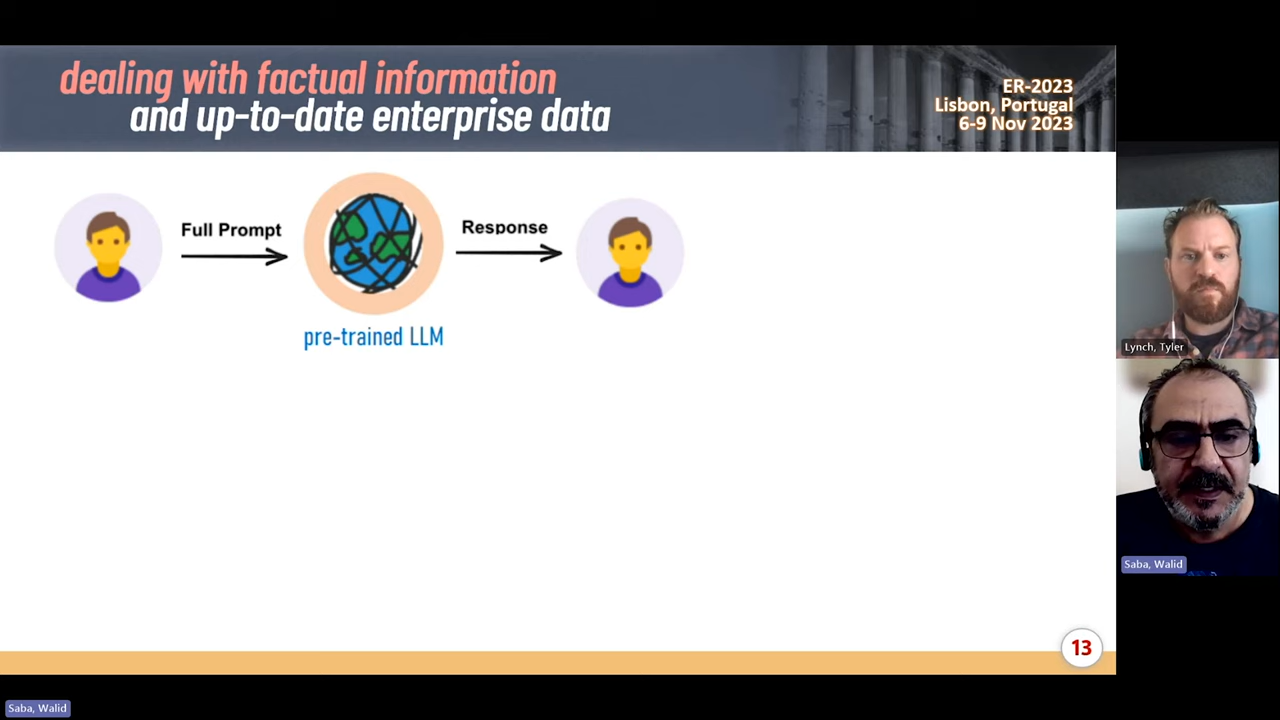 dealing with factual information
and up-to-date enterprise data
ER-2023
Lisbon, Portugal
6-9 Nov 2023
Full Prompt
Response
pre-trained LLM
Lynch, Tyler
Saba, Walid
13
Saba, Walid